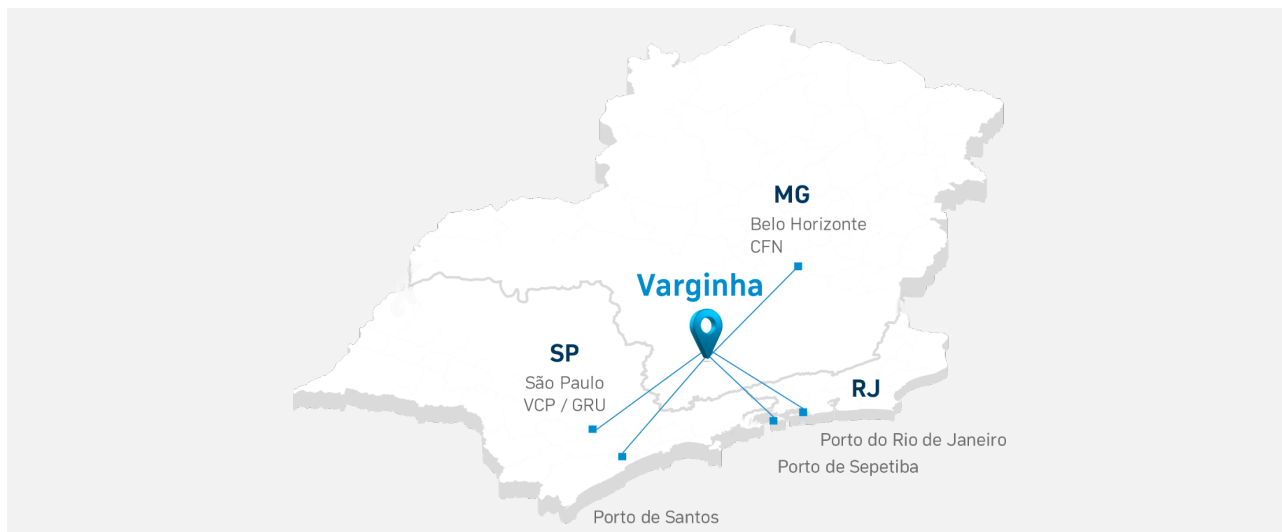 MG
Belo Horizonte
CFN
Varginha
SP
São Paulo
VCP / GRU
RJ
Porto do Rio de Janeiro
Porto de Sepetiba
Porto de Santos